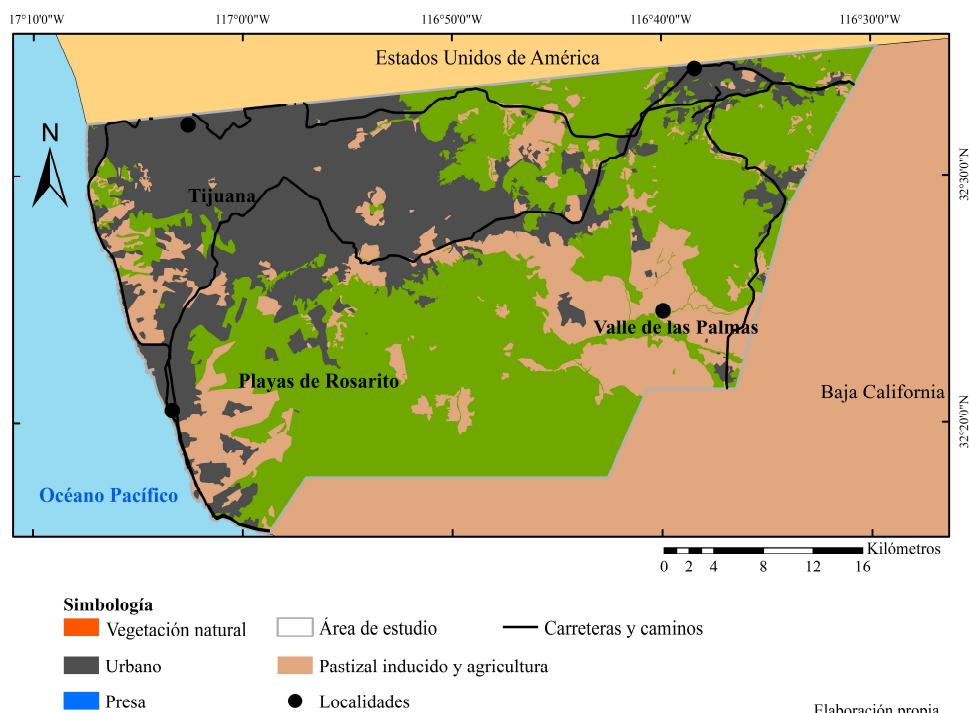 17°10'0"W 117°00'0"W 116°50'0"W 116°40'0"W 116°30'0"W
Estados Unidos de América
N
32°30'0"N
Tijuana
Valle de las Palmas
Playas de Rosarito
Baja California
32°20'0"N
Océano Pacífico
Kilómetros
0 2 4 8 12 16
Simbología
Vegetación natural
Área de estudio
Carreteras y caminos
Urbano
Pastizal inducido y agricultura
Presa
Localidades
Elaboración propia